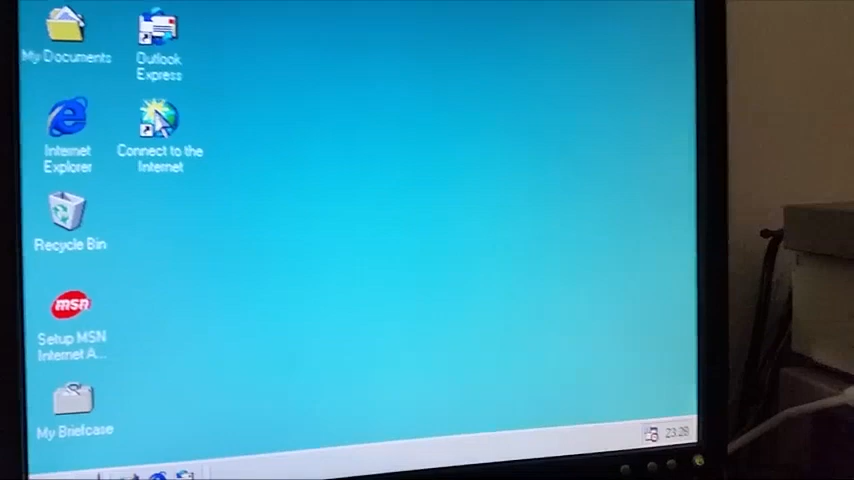 My Documents
Outlook
Express
Internet
Explorer
Connect to the
Internet
Recycle Bin
msn
Setup MSN
Internet A...
My Briefcase
23:28